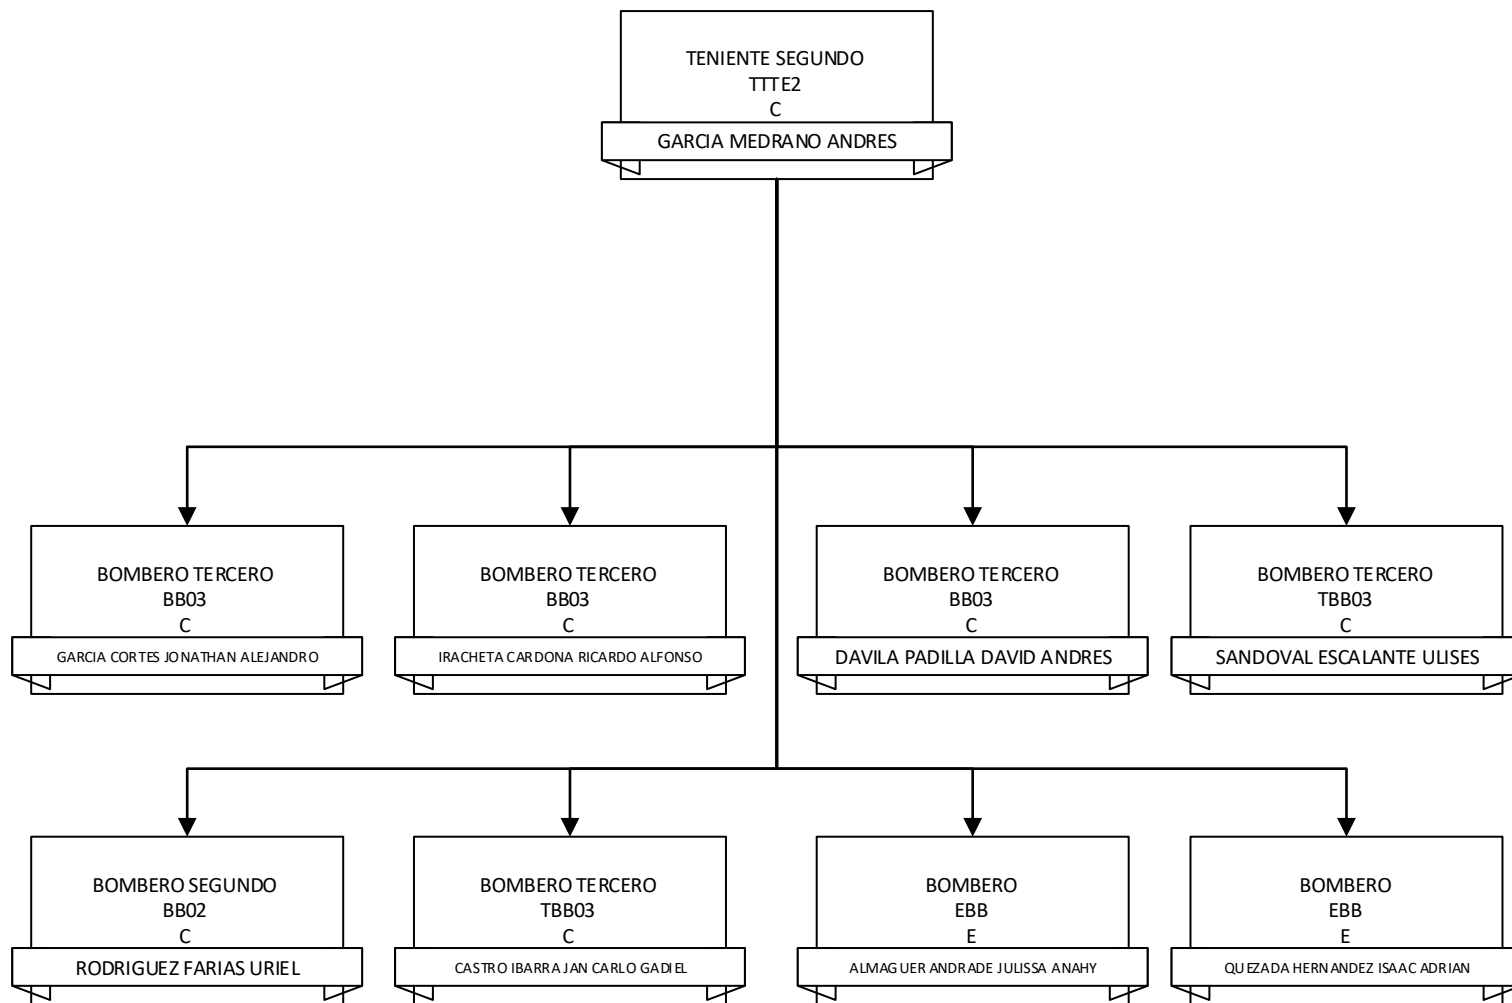 TENIENTE SEGUNDO
TTTE2
C
GARCIA MEDRANO ANDRES
BOMBERO TERCERO
BB03
C
GARCIA CORTES JONATHAN ALEJANDRO
BOMBERO TERCERO
BB03
C
IRACHETA CARDONA RICARDO ALFONSO
BOMBERO TERCERO
BB03
C
DAVILA PADILLA DAVID ANDRES
BOMBERO TERCERO
TBB03
C
SANDOVAL ESCALANTE ULISES
BOMBERO SEGUNDO
BB02
C
RODRIGUEZ FARIAS URIEL
BOMBERO TERCERO
TBB03
C
CASTRO IBARRA JAN CARLO GADIEL
BOMBERO
EBB
E
ALMAGUER ANDRADE JULISSA ANAHY
BOMBERO
EBB
E
QUEZADA HERNANDEZ ISAAC ADRIAN